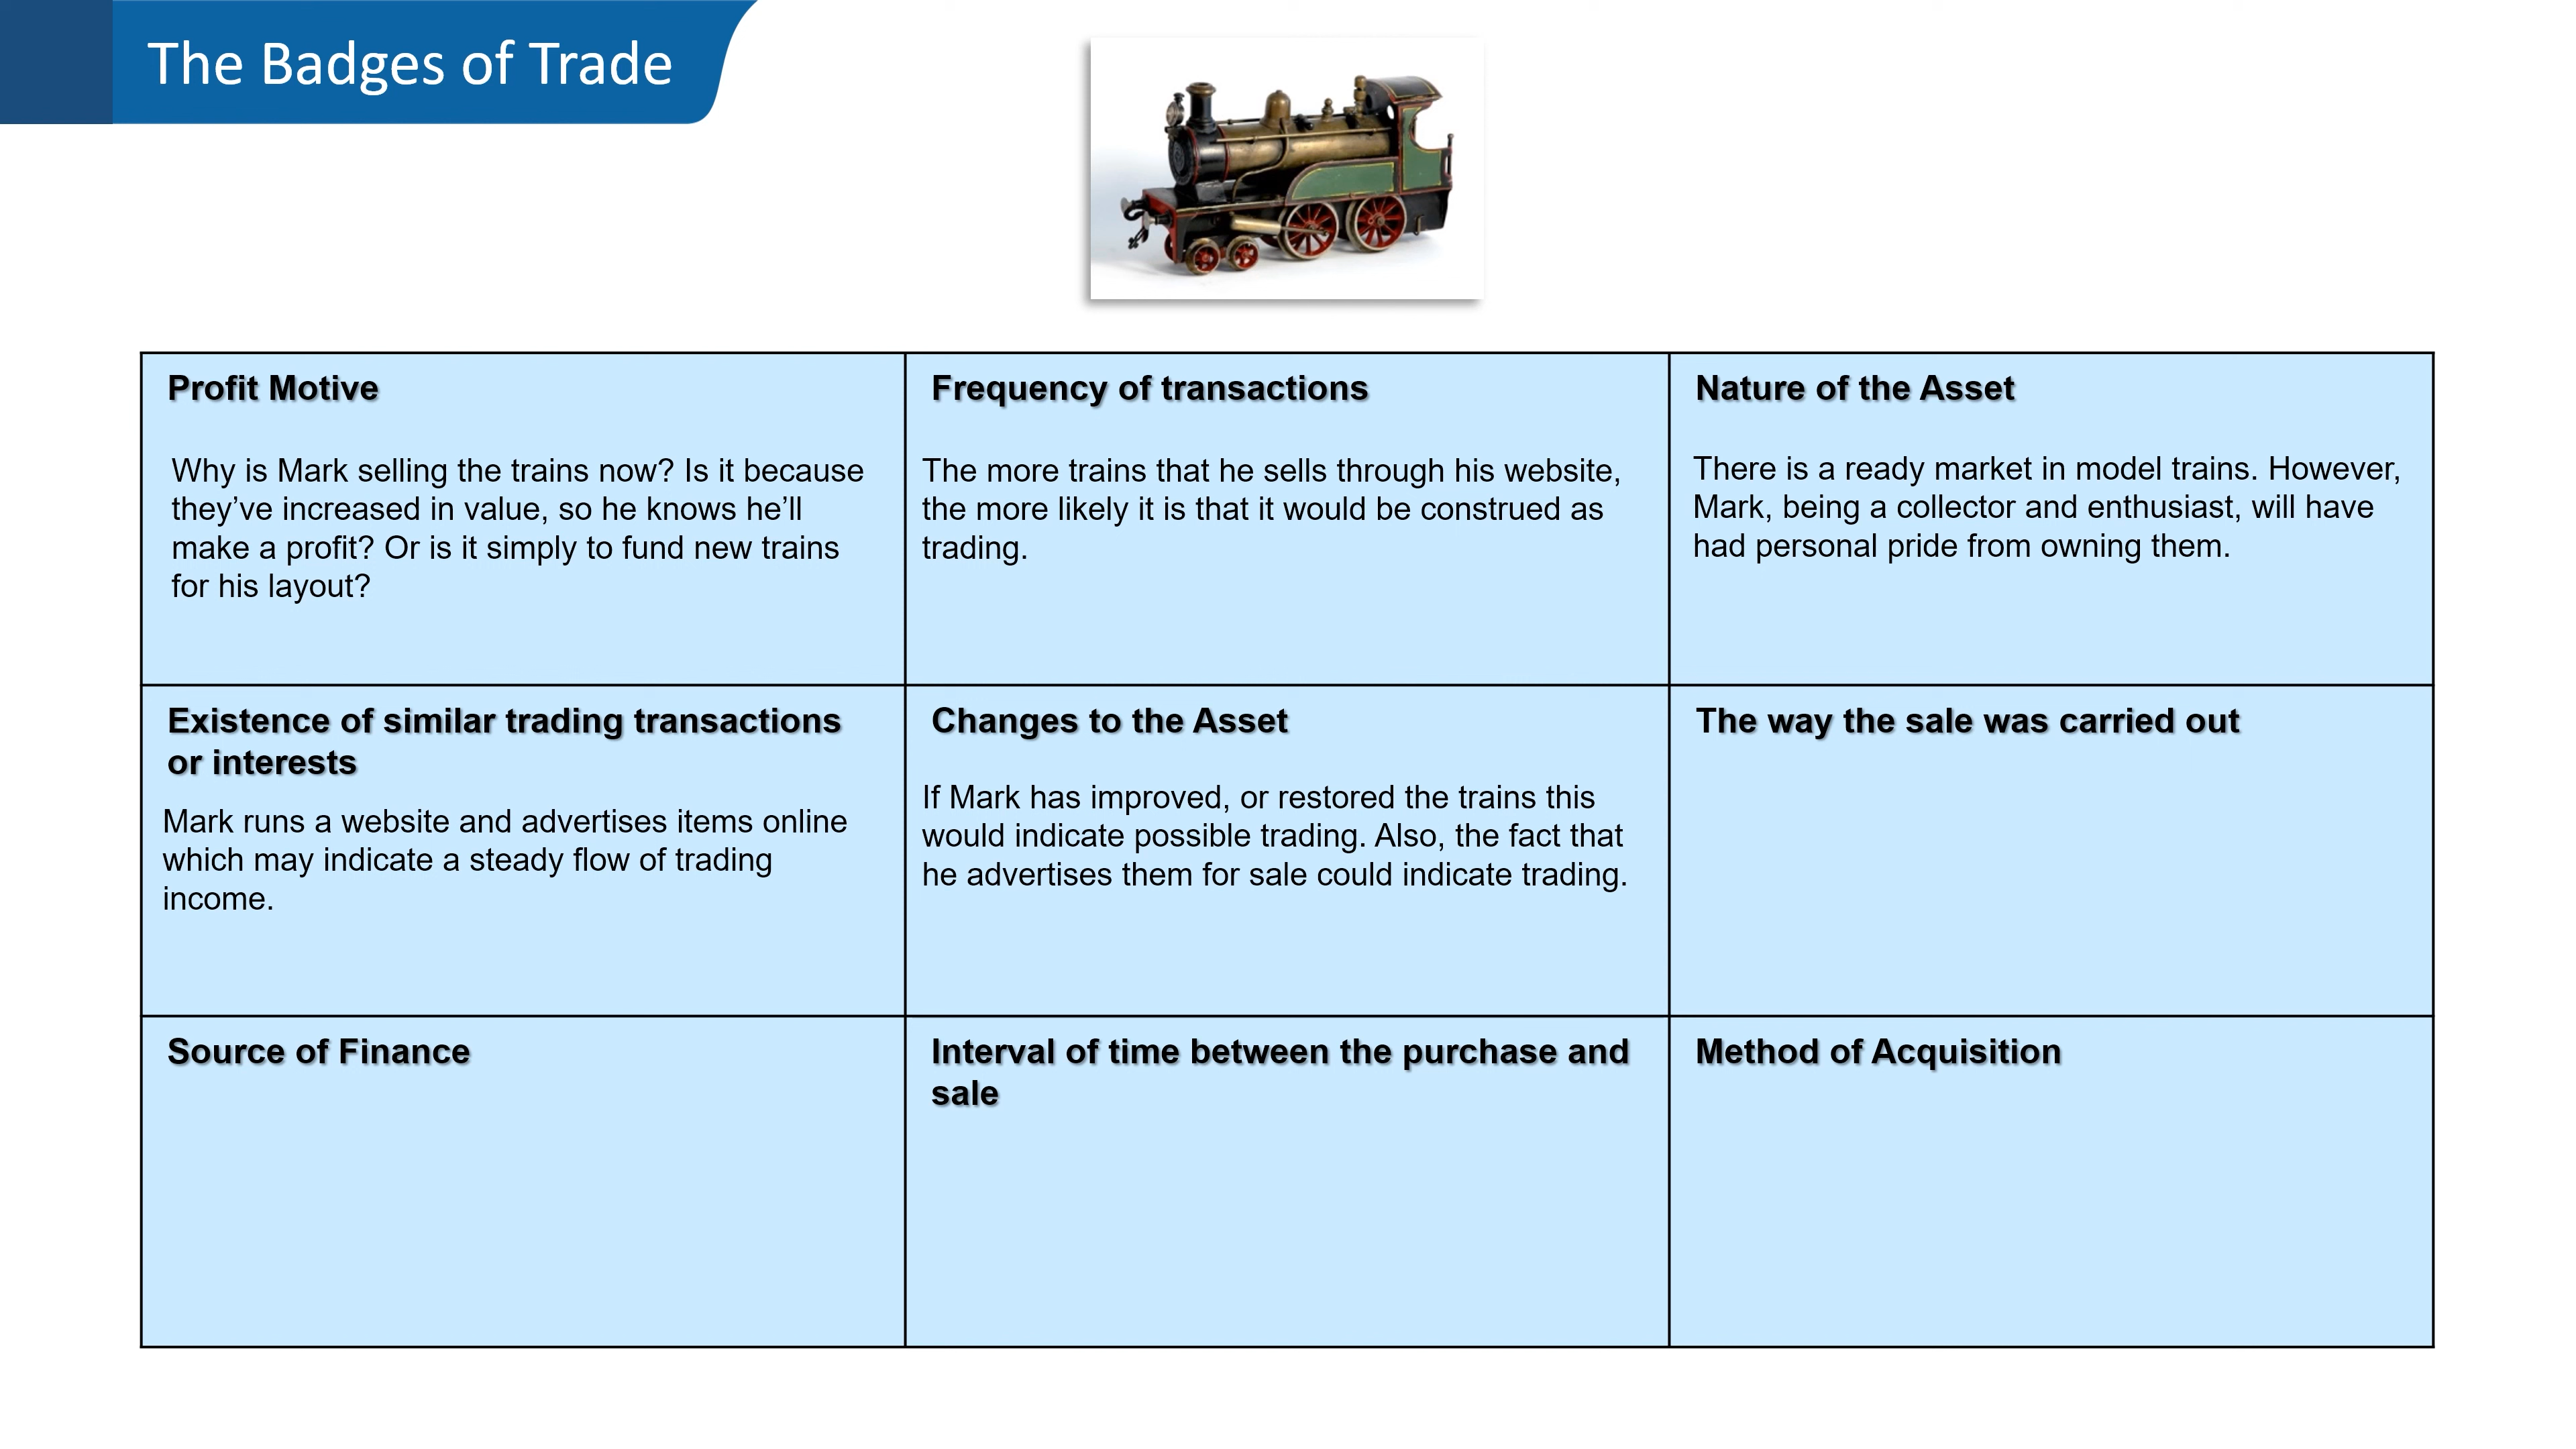 The Badges of Trade
Profit Motive
Why is Mark selling the trains now? Is it because
they’ve increased in value, so he knows he’ll
make a profit? Or is it simply to fund new trains
for his layout?
Frequency of transactions
The more trains that he sells through his website,
the more likely it is that it would be construed as
trading.
Nature of the Asset
There is a ready market in model trains. However,
Mark, being a collector and enthusiast, will have
had personal pride from owning them.
Existence of similar trading transactions
or interests
Mark runs a website and advertises items online
which may indicate a steady flow of trading
income.
Changes to the Asset
If Mark has improved, or restored the trains this
would indicate possible trading. Also, the fact that
he advertises them for sale could indicate trading.
The way the sale was carried out
Source of Finance
Interval of time between the purchase and
sale
Method of Acquisition